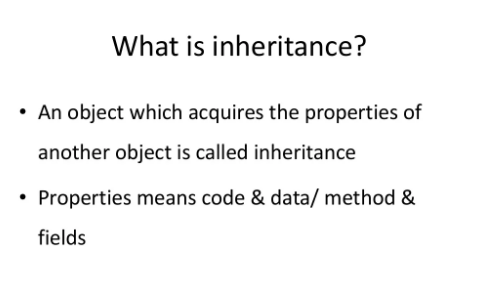 What is inheritance?
• An object which acquires the properties of
another object is called inheritance
• Properties means code & data/ method &
fields